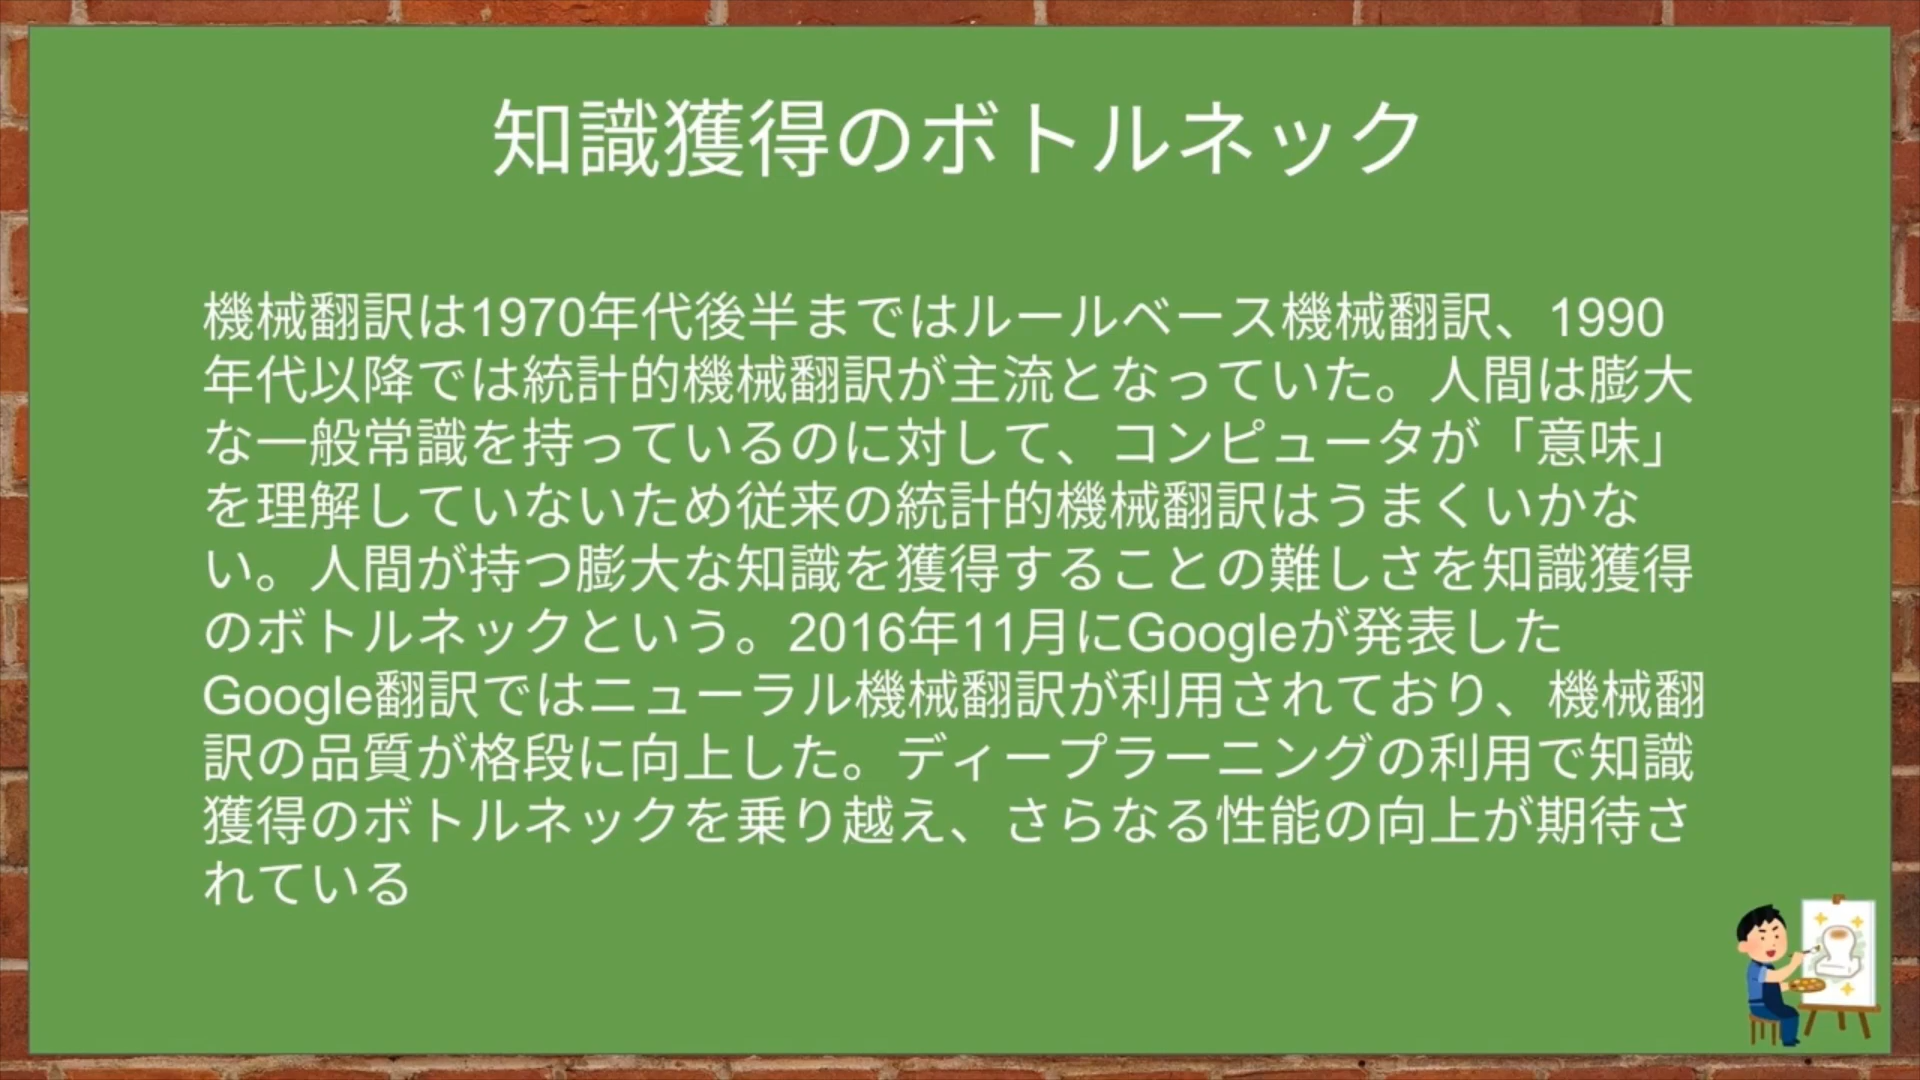 知識獲得のボトルネック
機械翻訳は1970年代後半まではルールベース機械翻訳、1990
年代以降では統計的機械翻訳が主流となっていた。人間は膨大
な一般常識を持っているのに対して、コンピュータが「意味」
を理解していないため従来の統計的機械翻訳はうまくいかな
い。人間が持つ膨大な知識を獲得することの難しさを知識獲得
のボトルネックという。2016年11月にGoogleが発表した
Google翻訳ではニューラル機械翻訳が利用されており、機械翻
訳の品質が格段に向上した。ディープラーニングの利用で知識
獲得のボトルネックを乗り越え、さらなる性能の向上が期待さ
れている